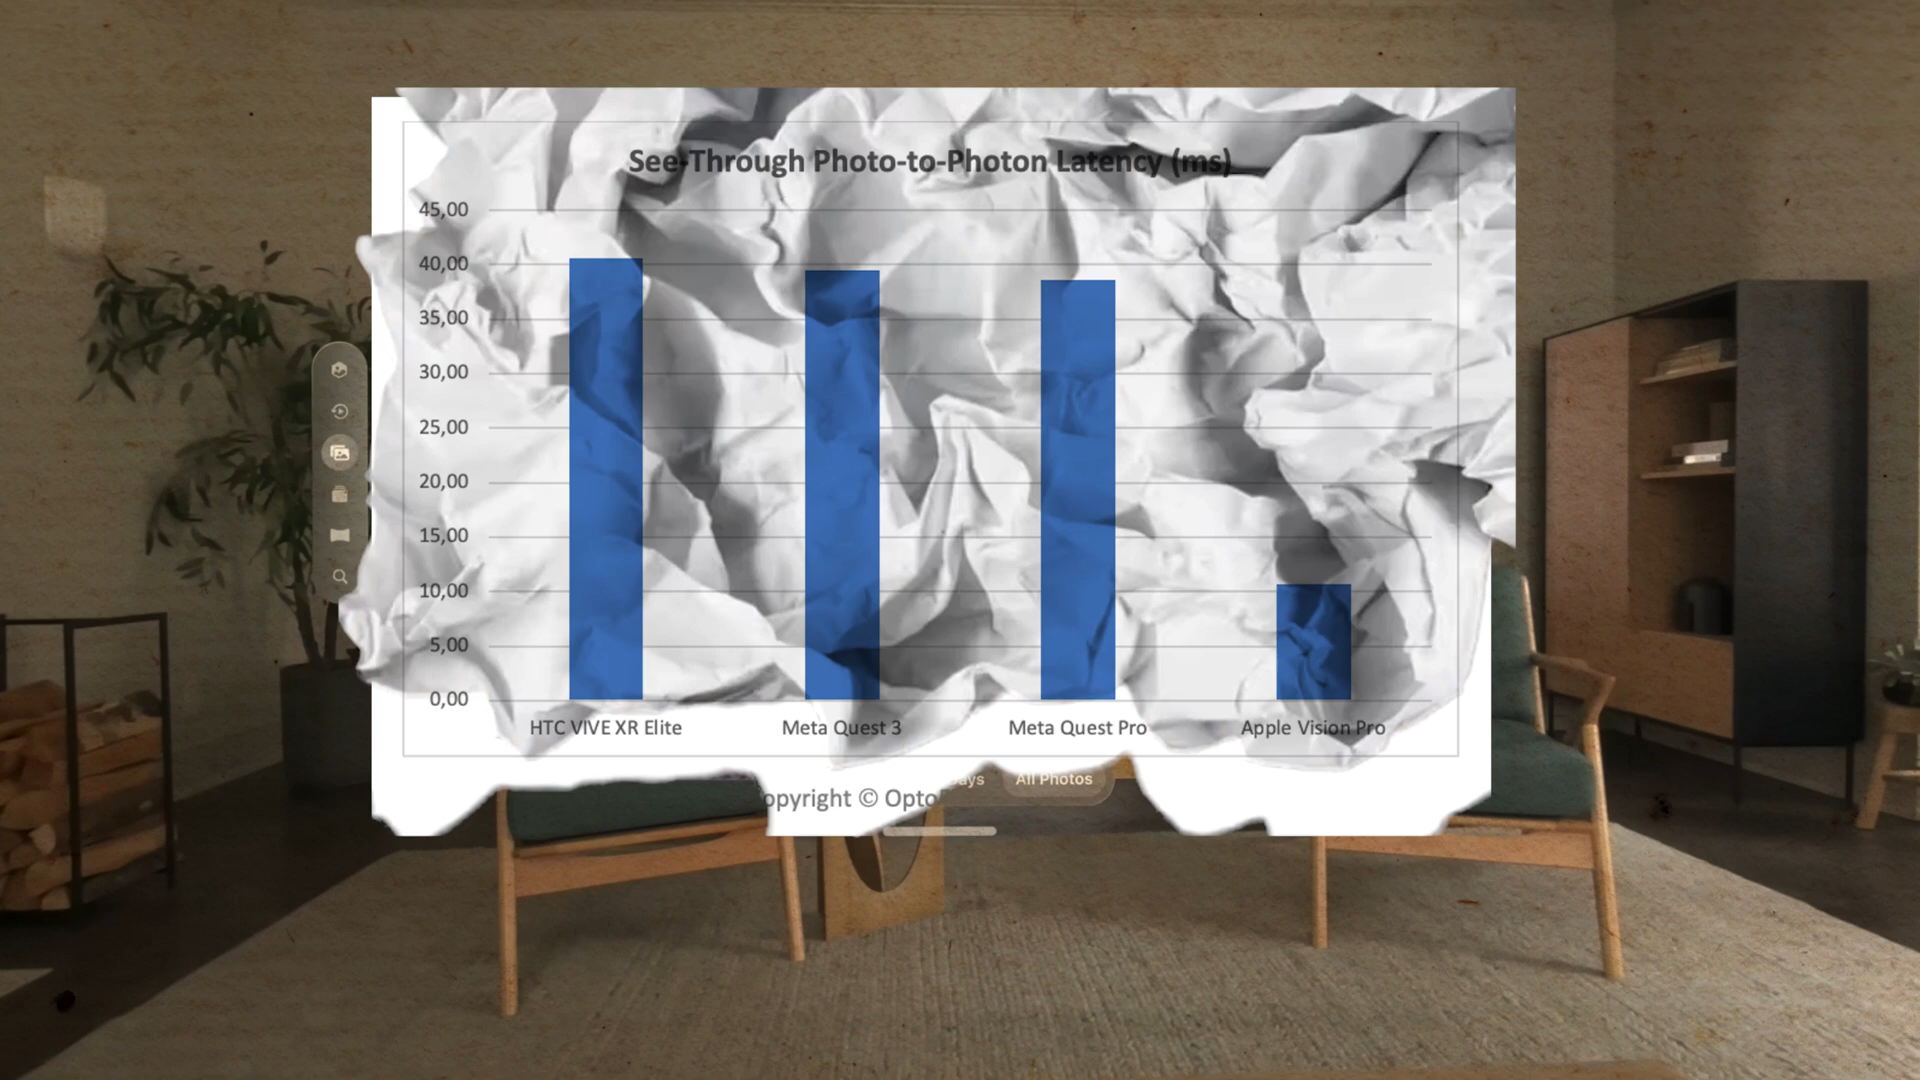 See-Through Photo-to-Photon Latency (ms)
45,00
40,00
35,00
30,00
25,00
20,00
15,00
10,00
5,00
0,00
HTC VIVE XR Elite
Meta Quest 3
Meta Quest Pro
Apple Vision Pro
All Photos